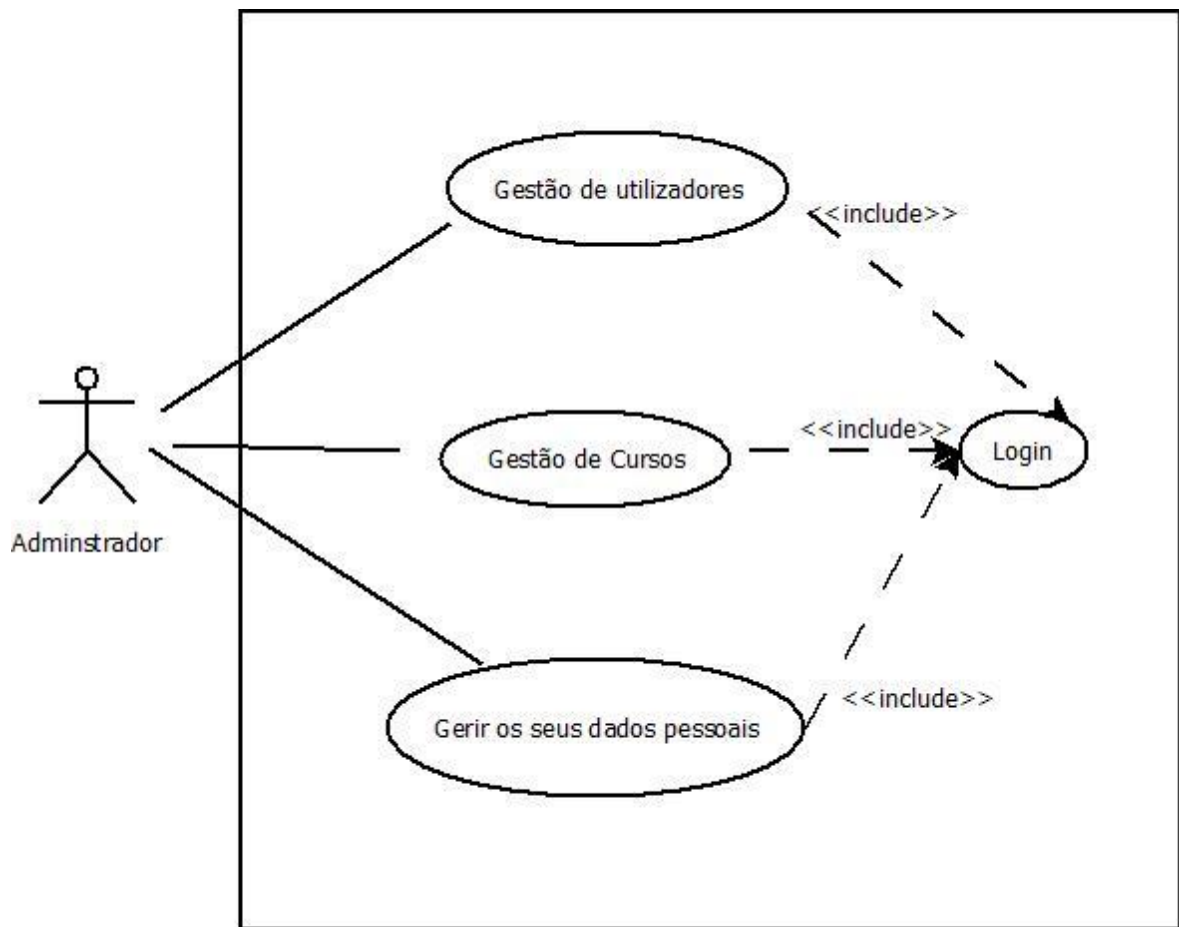 Gestão de utilizadores
<<include>>
Gestão de Cursos
<<include>>
Login
Adminstrador
Gerir os seus dados pessoais
<<include>>